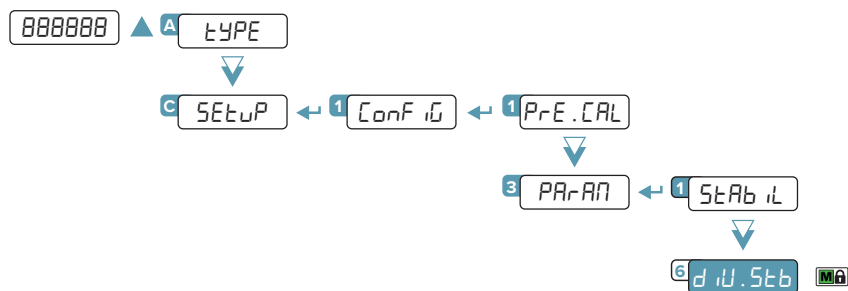 888888 A tYPE
C SEtuP 1 ConFiG 1 PrE.CAL
3 PArAM 1 StAbiL
6 diV.Stb M